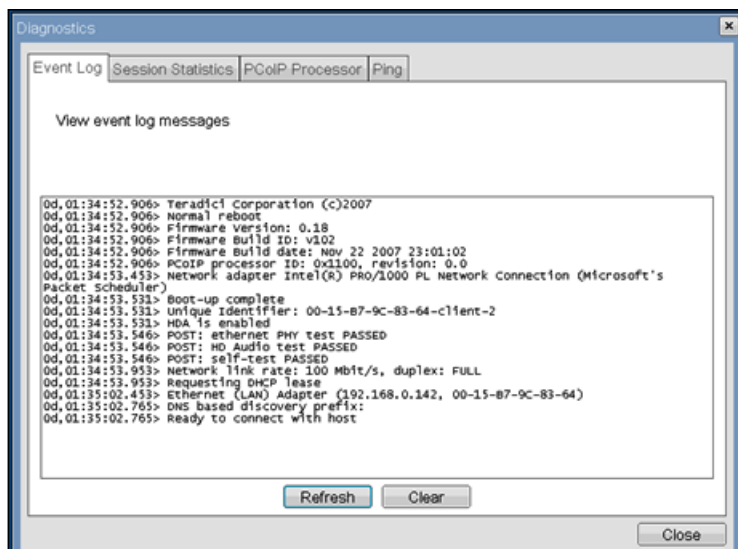 Diagnostics
Event Log Session Statistics PCoIP Processor Ping
View event log messages
0d,01:34:52.906> Teradici Corporation (c)2007
0d,01:34:52.906> Normal reboot
0d,01:34:52.906> Firmware Version: 0.18
0d,01:34:52.906> Firmware Build ID: v102
0d,01:34:52.906> Firmware Build date: Nov 22 2007 23:01:02
0d,01:34:52.906> PCoIP processor ID: 0x1100, revision: 0.0
0d,01:34:53.453> Network adapter Intel(R) PRO/1000 PL Network Connection (Microsoft's
Packet Scheduler)
0d,01:34:53.531> Boot-up complete
0d,01:34:53.531> Unique Identifier: 00-15-B7-9C-83-64-client-2
0d,01:34:53.531> HDA is enabled
0d,01:34:53.546> POST: ethernet PHY test PASSED
0d,01:34:53.546> POST: HD Audio test PASSED
0d,01:34:53.546> POST: self-test PASSED
0d,01:34:53.953> Network link rate: 100 Mbit/s, duplex: FULL
0d,01:34:53.953> Requesting DHCP lease
0d,01:35:02.453> Ethernet (LAN) Adapter (192.168.0.142, 00-15-B7-9C-83-64)
0d,01:35:02.765> DNS based discovery prefix:
0d,01:35:02.765> Ready to connect with host
Refresh Clear
Close